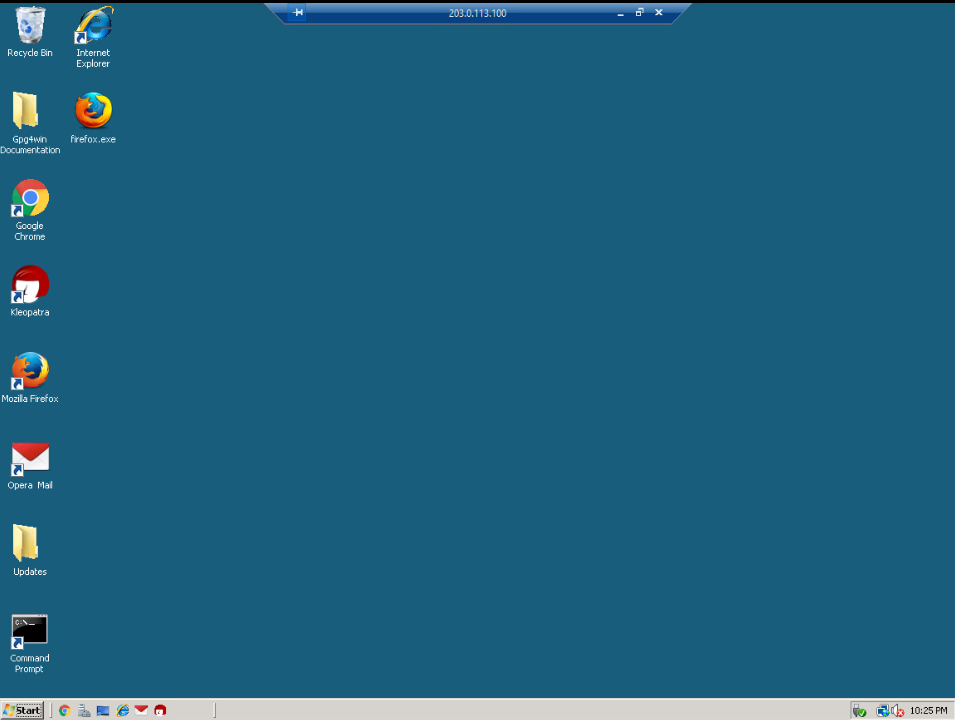 203.0.113.100
Recycle Bin
Internet
Explorer
Gpg4win
Documentation
firefox.exe
Google
Chrome
Kleopatra
Mozilla Firefox
Opera Mail
Updates
C:\_
Command
Prompt
Start
10:25 PM